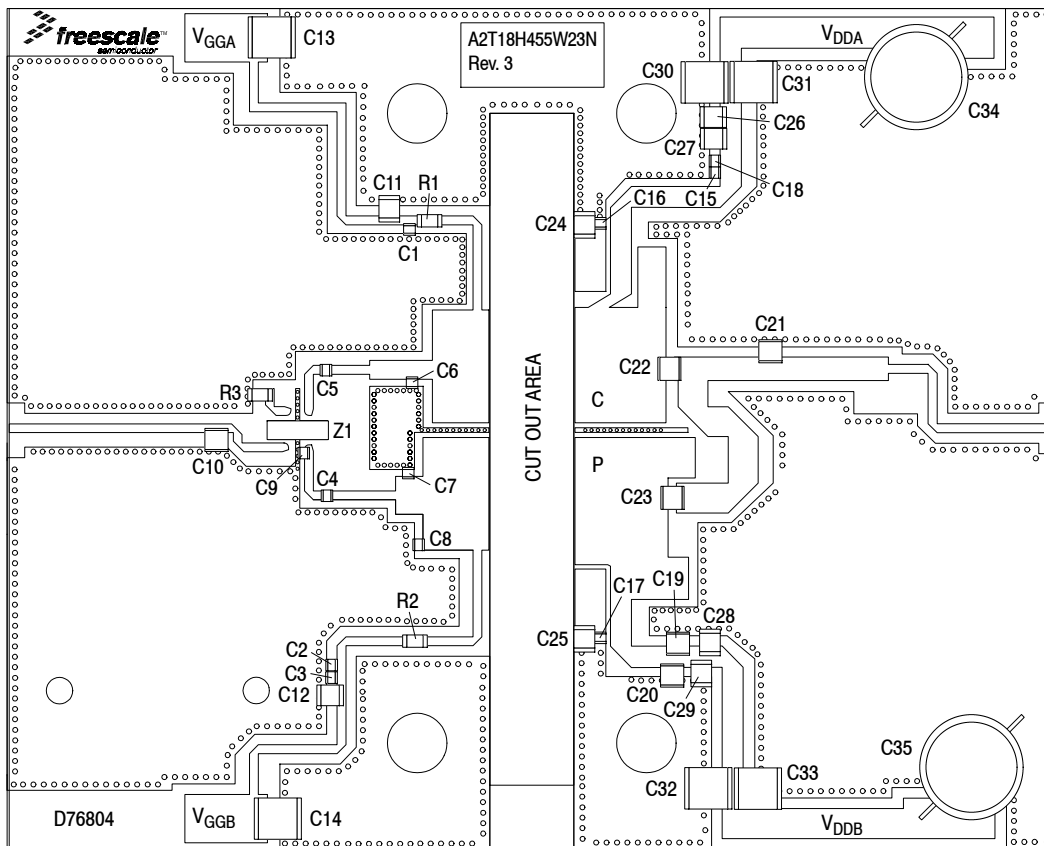 freescale™
semiconductor
VGGA
C13
A2T18H455W23N
Rev. 3
VDDA
C30
C31
C34
C26
C27
C18
C15
C11
R1
C16
C24
C1
C21
C22
C5
C6
R3
C
Z1
CUT OUT AREA
C10
P
C9
C4
C7
C23
C8
C17
C19
C28
R2
C25
C2
C3
C12
C20
C29
C35
C32
C33
D76804
VGGB
C14
VDDB